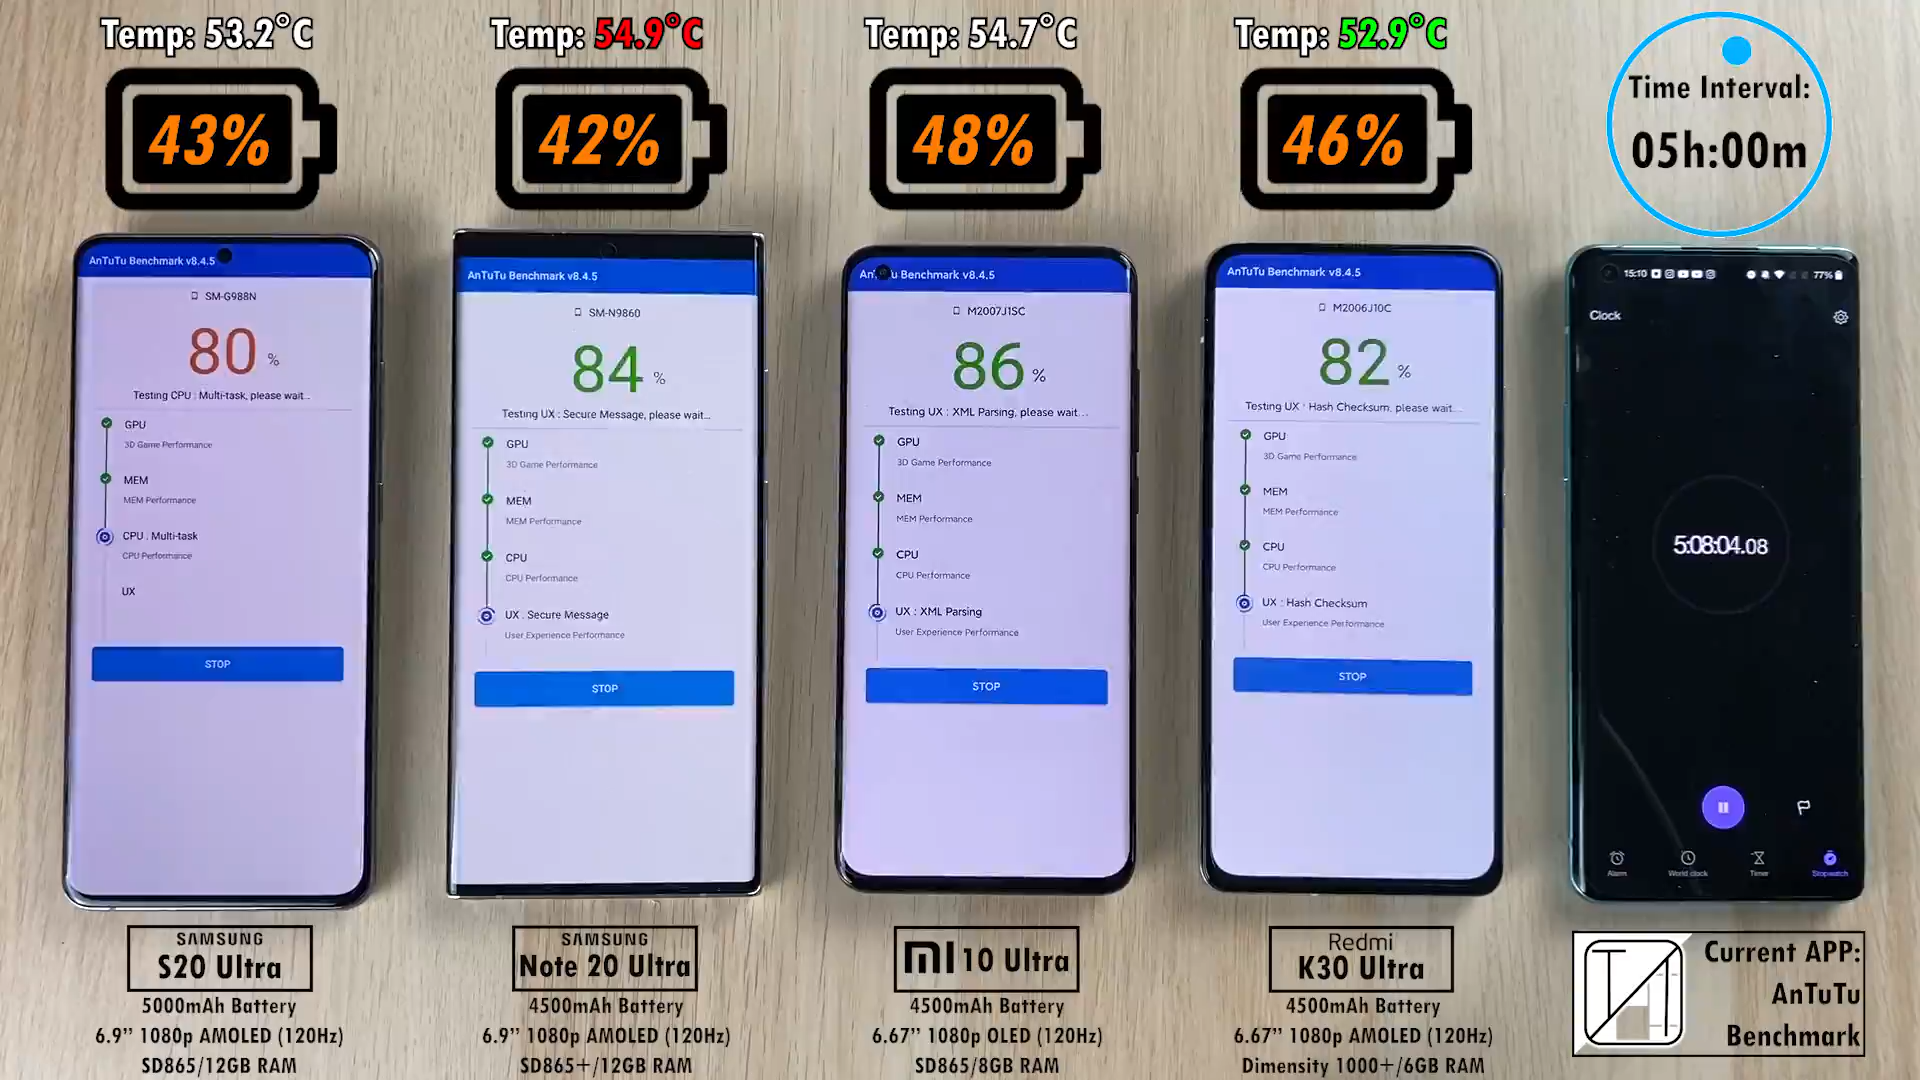 Temp: 53.2°C
43%
Temp: 54.9°C
42%
Temp: 54.7°C
48%
Temp: 52.9°C
46%
Time Interval:
05h:00m
AnTuTu Benchmark v8.4.5
SM-G988N
80 %
Testing CPU : Multi-task, please wait...
GPU
3D Game Performance
MEM
MEM Performance
CPU : Multi-task
CPU Performance
UX
STOP
AnTuTu Benchmark v8.4.5
SM-N9860
84 %
Testing UX : Secure Message, please wait...
GPU
3D Game Performance
MEM
MEM Performance
CPU
CPU Performance
UX : Secure Message
User Experience Performance
STOP
u Benchmark v8.4.5
M2007J1SC
86 %
Testing UX : XML Parsing, please wait...
GPU
3D Game Performance
MEM
MEM Performance
CPU
CPU Performance
UX : XML Parsing
User Experience Performance
STOP
AnTuTu Benchmark v8.4.5
M2006J10C
82 %
Testing UX : Hash Checksum, please wait...
GPU
3D Game Performance
MEM
MEM Performance
CPU
CPU Performance
UX : Hash Checksum
User Experience Performance
STOP
15:10
77%
Clock
5:08:04.08
Alarm
World clock
Timer
Stopwatch
SAMSUNG
S20 Ultra
5000mAh Battery
6.9’’ 1080p AMOLED (120Hz)
SD865/12GB RAM
SAMSUNG
Note 20 Ultra
4500mAh Battery
6.9’’ 1080p AMOLED (120Hz)
SD865+/12GB RAM
MI 10 Ultra
4500mAh Battery
6.67’’ 1080p OLED (120Hz)
SD865/8GB RAM
Redmi
K30 Ultra
4500mAh Battery
6.67’’ 1080p AMOLED (120Hz)
Dimensity 1000+/6GB RAM
Current APP:
AnTuTu
Benchmark